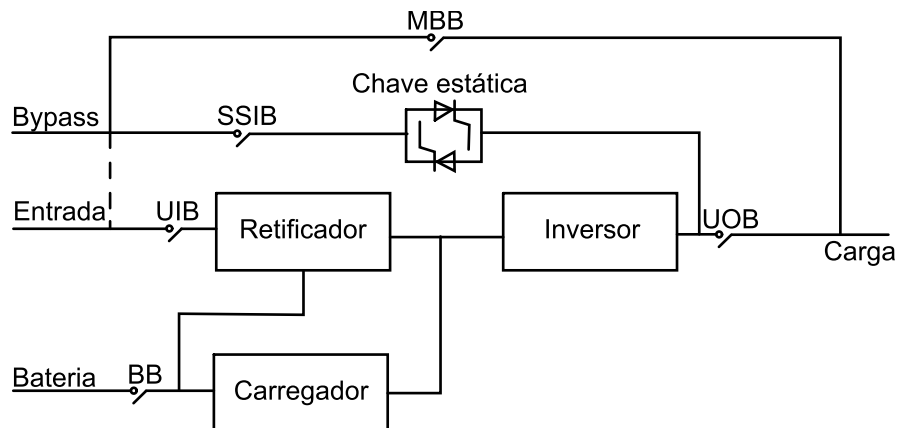 MBB
Chave estática
Bypass
SSIB
Entrada
UIB
Retificador
Inversor
UOB
Carga
Bateria
BB
Carregador